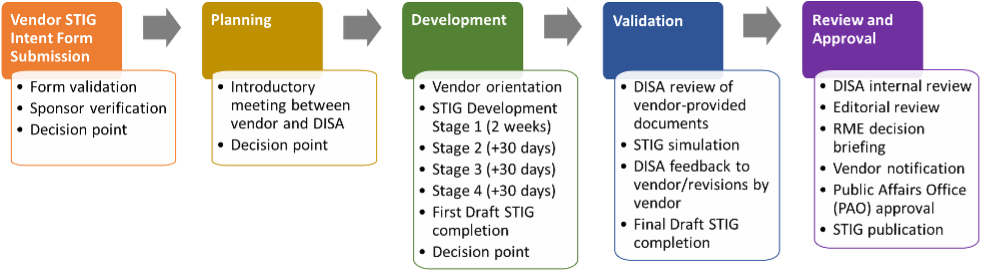 Vendor STIG
Intent Form
Submission
• Form validation
• Sponsor verification
• Decision point
Planning
• Introductory
meeting between
vendor and DISA
• Decision point
Development
• Vendor orientation
• STIG Development
Stage 1 (2 weeks)
• Stage 2 (+30 days)
• Stage 3 (+30 days)
• Stage 4 (+30 days)
• First Draft STIG
completion
• Decision point
Validation
• DISA review of
vendor-provided
documents
• STIG simulation
• DISA feedback to
vendor/revisions by
vendor
• Final Draft STIG
completion
Review and
Approval
• DISA internal review
• Editorial review
• RME decision
briefing
• Vendor notification
• Public Affairs Office
(PAO) approval
• STIG publication